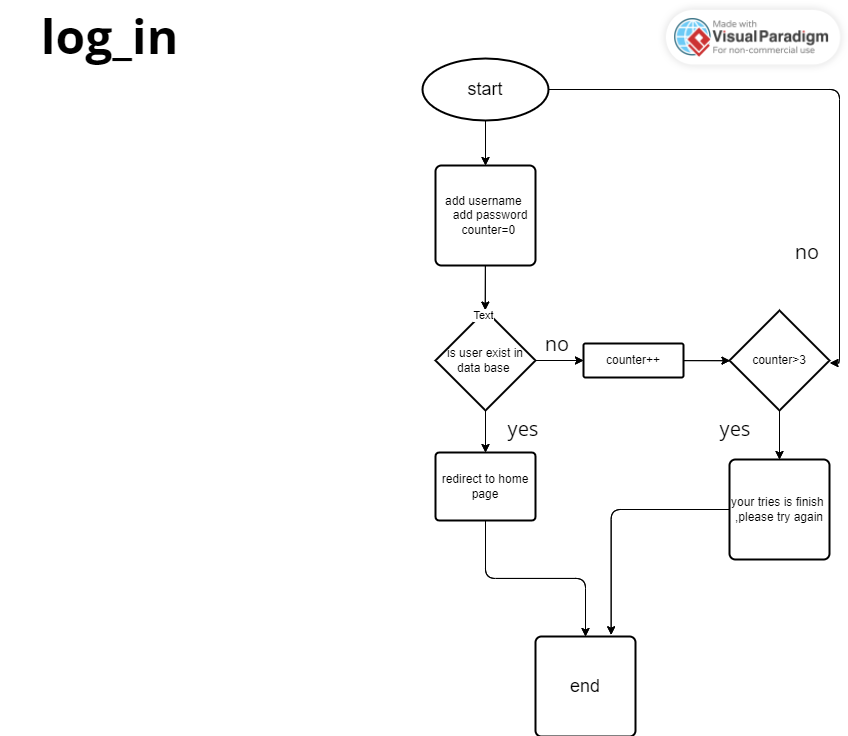 log_in
Made with
Visual Paradigm
For non-commercial use
start
add username
add password
counter=0
no
Text
is user exist in
data base
no
counter++
counter>3
yes
yes
redirect to home
page
your tries is finish
,please try again
end